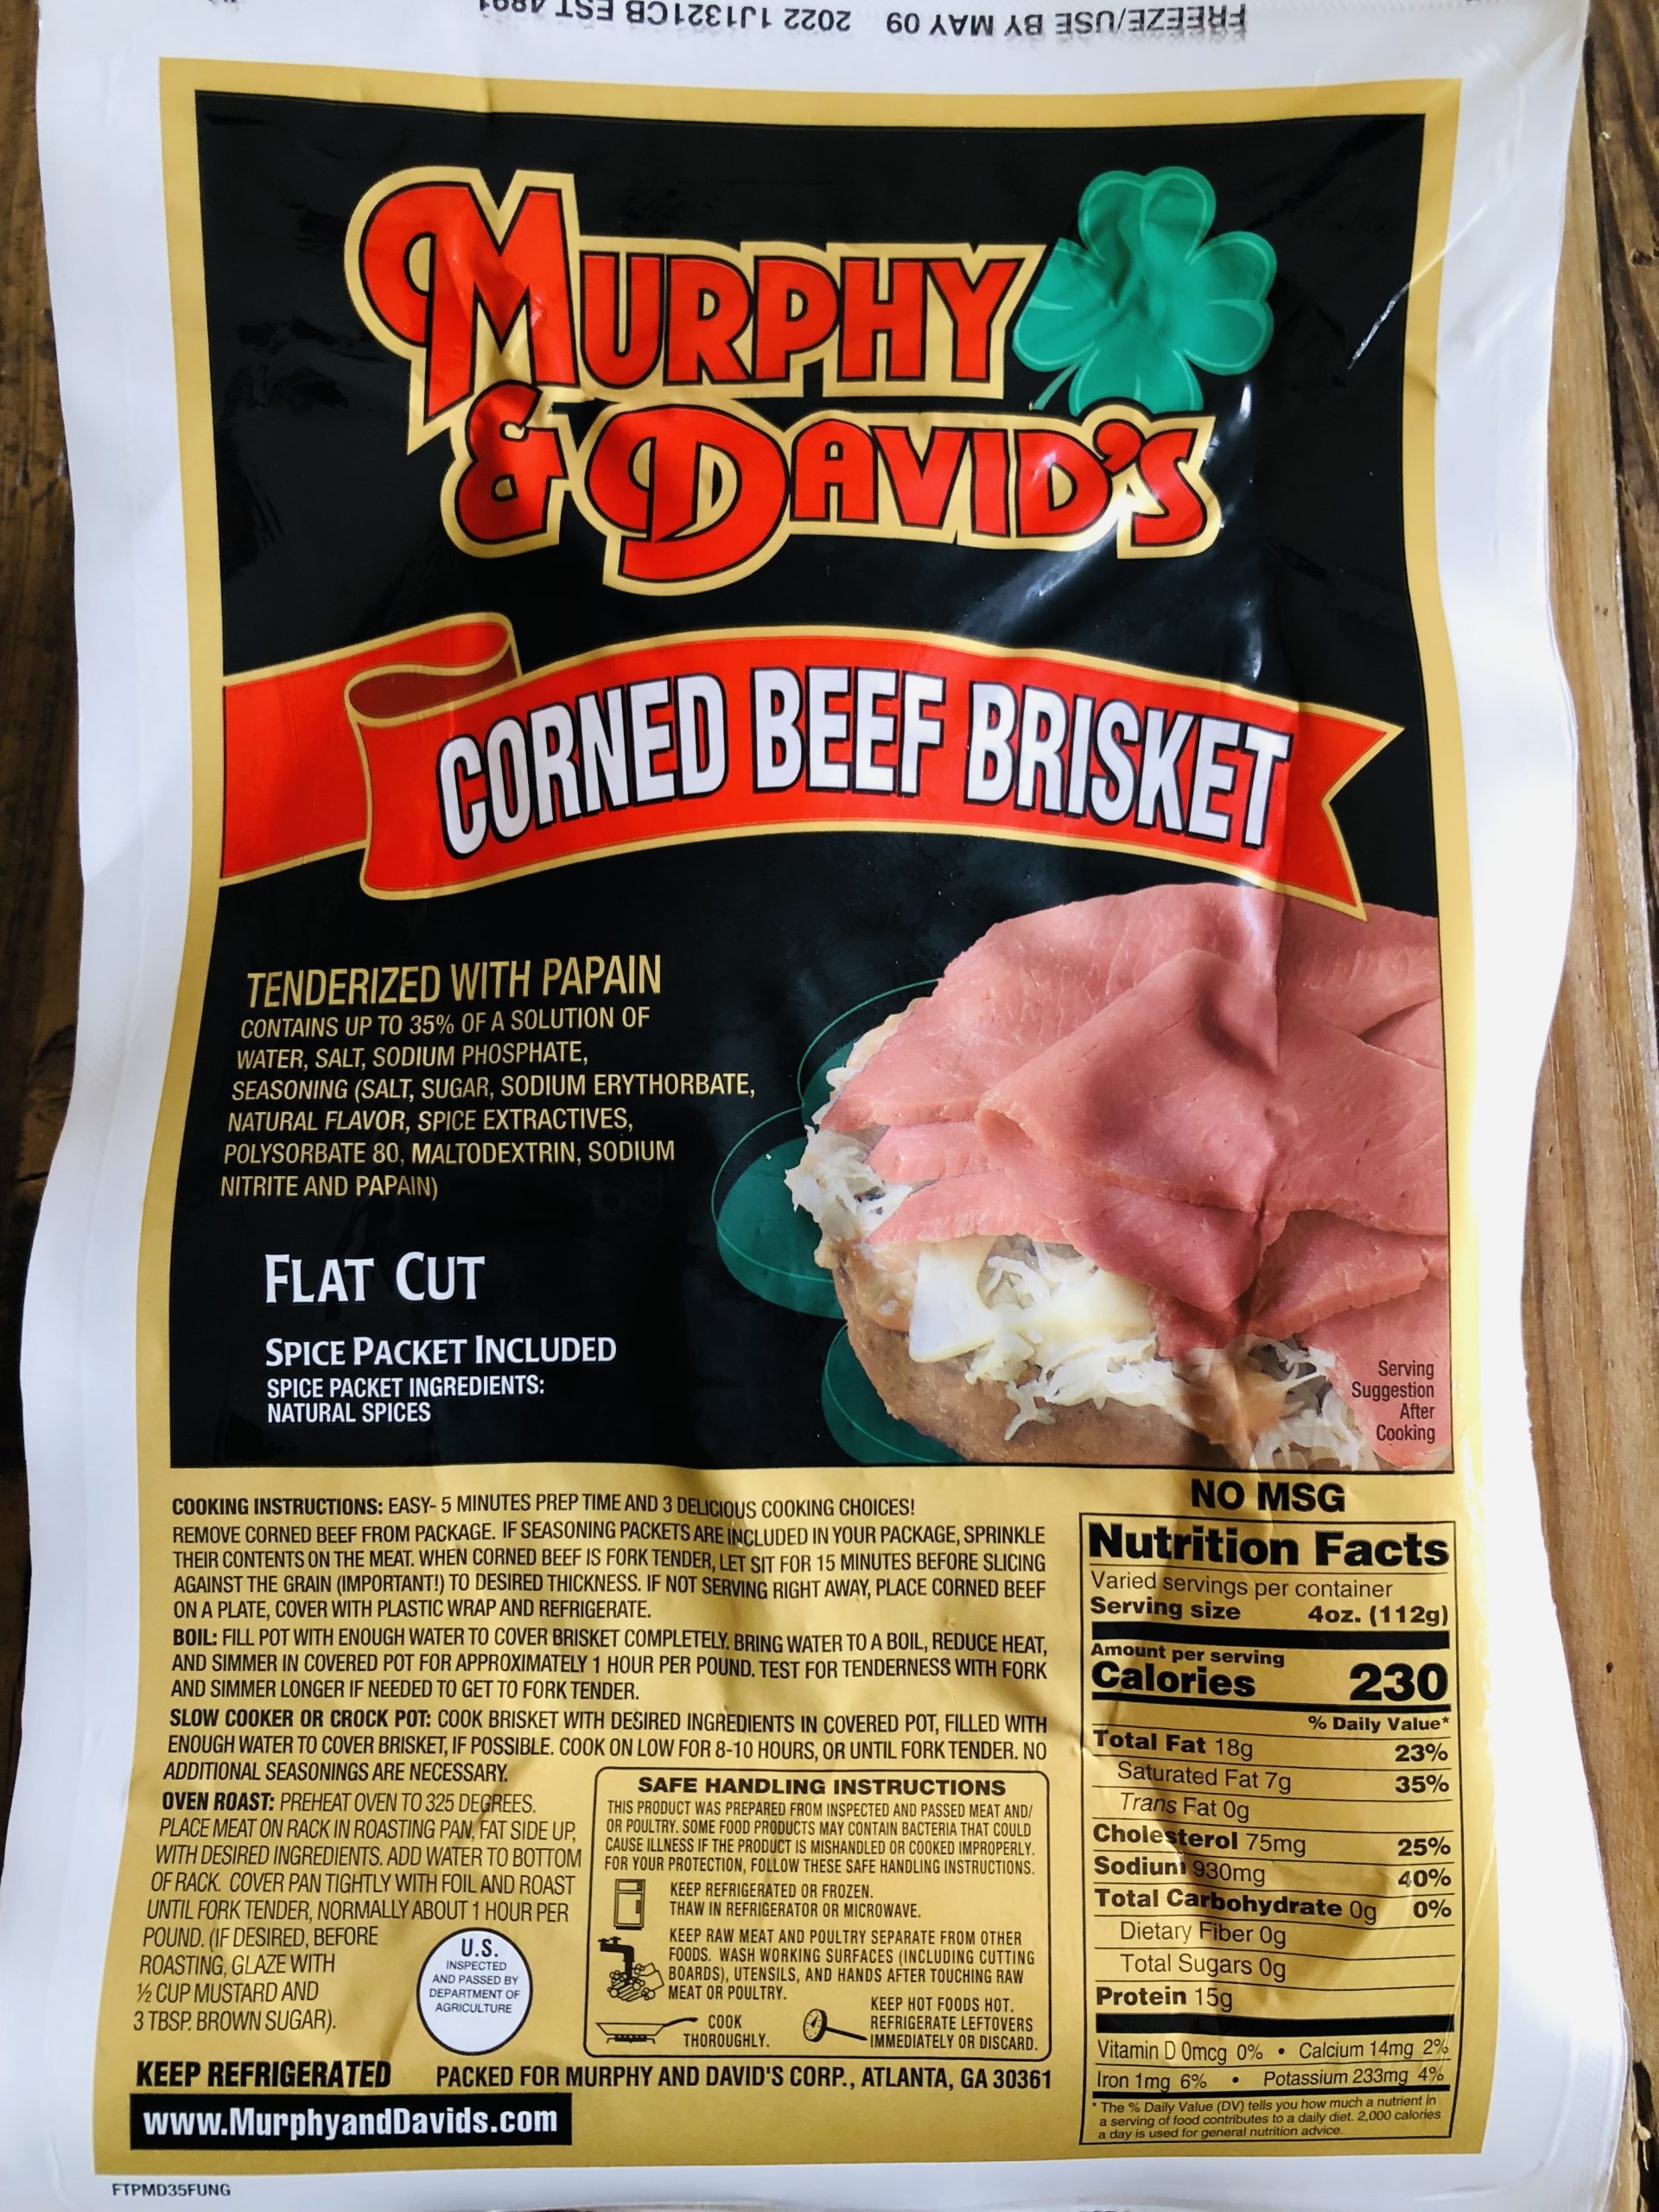 FREEZE/USE BY MAY 09 2022 1J1321CB EST
MURPHY
& DAVID'S
CORNED BEEF BRISKET
TENDERIZED WITH PAPAIN
CONTAINS UP TO 35% OF A SOLUTION OF
WATER, SALT, SODIUM PHOSPHATE,
SEASONING (SALT, SUGAR, SODIUM ERYTHORBATE,
NATURAL FLAVOR, SPICE EXTRACTIVES,
POLYSORBATE 80, MALTODEXTRIN, SODIUM
NITRITE AND PAPAIN)
FLAT CUT
SPICE PACKET INCLUDED
SPICE PACKET INGREDIENTS:
NATURAL SPICES
Serving
Suggestion
After
Cooking
COOKING INSTRUCTIONS: EASY- 5 MINUTES PREP TIME AND 3 DELICIOUS COOKING CHOICES!
REMOVE CORNED BEEF FROM PACKAGE. IF SEASONING PACKETS ARE INCLUDED IN YOUR PACKAGE, SPRINKLE
THEIR CONTENTS ON THE MEAT. WHEN CORNED BEEF IS FORK TENDER, LET SIT FOR 15 MINUTES BEFORE SLICING
AGAINST THE GRAIN (IMPORTANT!) TO DESIRED THICKNESS. IF NOT SERVING RIGHT AWAY, PLACE CORNED BEEF
ON A PLATE, COVER WITH PLASTIC WRAP AND REFRIGERATE.
BOIL: FILL POT WITH ENOUGH WATER TO COVER BRISKET COMPLETELY. BRING WATER TO A BOIL, REDUCE HEAT,
AND SIMMER IN COVERED POT FOR APPROXIMATELY 1 HOUR PER POUND. TEST FOR TENDERNESS WITH FORK
AND SIMMER LONGER IF NEEDED TO GET TO FORK TENDER.
SLOW COOKER OR CROCK POT: COOK BRISKET WITH DESIRED INGREDIENTS IN COVERED POT, FILLED WITH
ENOUGH WATER TO COVER BRISKET, IF POSSIBLE. COOK ON LOW FOR 8-10 HOURS, OR UNTIL FORK TENDER. NO
ADDITIONAL SEASONINGS ARE NECESSARY.
OVEN ROAST: PREHEAT OVEN TO 325 DEGREES.
PLACE MEAT ON RACK IN ROASTING PAN, FAT SIDE UP,
WITH DESIRED INGREDIENTS. ADD WATER TO BOTTOM
OF RACK. COVER PAN TIGHTLY WITH FOIL AND ROAST
UNTIL FORK TENDER, NORMALLY ABOUT 1 HOUR PER
POUND. (IF DESIRED, BEFORE
ROASTING, GLAZE WITH
½ CUP MUSTARD AND
3 TBSP. BROWN SUGAR).
U.S.
INSPECTED
AND PASSED BY
DEPARTMENT OF
AGRICULTURE
SAFE HANDLING INSTRUCTIONS
THIS PRODUCT WAS PREPARED FROM INSPECTED AND PASSED MEAT AND/
OR POULTRY. SOME FOOD PRODUCTS MAY CONTAIN BACTERIA THAT COULD
CAUSE ILLNESS IF THE PRODUCT IS MISHANDLED OR COOKED IMPROPERLY.
FOR YOUR PROTECTION, FOLLOW THESE SAFE HANDLING INSTRUCTIONS.
KEEP REFRIGERATED OR FROZEN.
THAW IN REFRIGERATOR OR MICROWAVE.
KEEP RAW MEAT AND POULTRY SEPARATE FROM OTHER
FOODS. WASH WORKING SURFACES (INCLUDING CUTTING
BOARDS), UTENSILS, AND HANDS AFTER TOUCHING RAW
MEAT OR POULTRY.
COOK
THOROUGHLY.
KEEP HOT FOODS HOT.
REFRIGERATE LEFTOVERS
IMMEDIATELY OR DISCARD.
KEEP REFRIGERATED
PACKED FOR MURPHY AND DAVID'S CORP., ATLANTA, GA 30361
www.MurphyandDavids.com
NO MSG
Nutrition Facts
Varied servings per container
Serving size 4oz. (112g)
Amount per serving
Calories 230
% Daily Value*
Total Fat 18g 23%
Saturated Fat 7g 35%
Trans Fat 0g
Cholesterol 75mg 25%
Sodium 930mg 40%
Total Carbohydrate 0g 0%
Dietary Fiber 0g
Total Sugars 0g
Protein 15g
Vitamin D 0mcg 0% • Calcium 14mg 2%
Iron 1mg 6% • Potassium 233mg 4%
* The % Daily Value (DV) tells you how much a nutrient in
a serving of food contributes to a daily diet. 2,000 calories
a day is used for general nutrition advice.
FTPMD35FUNG